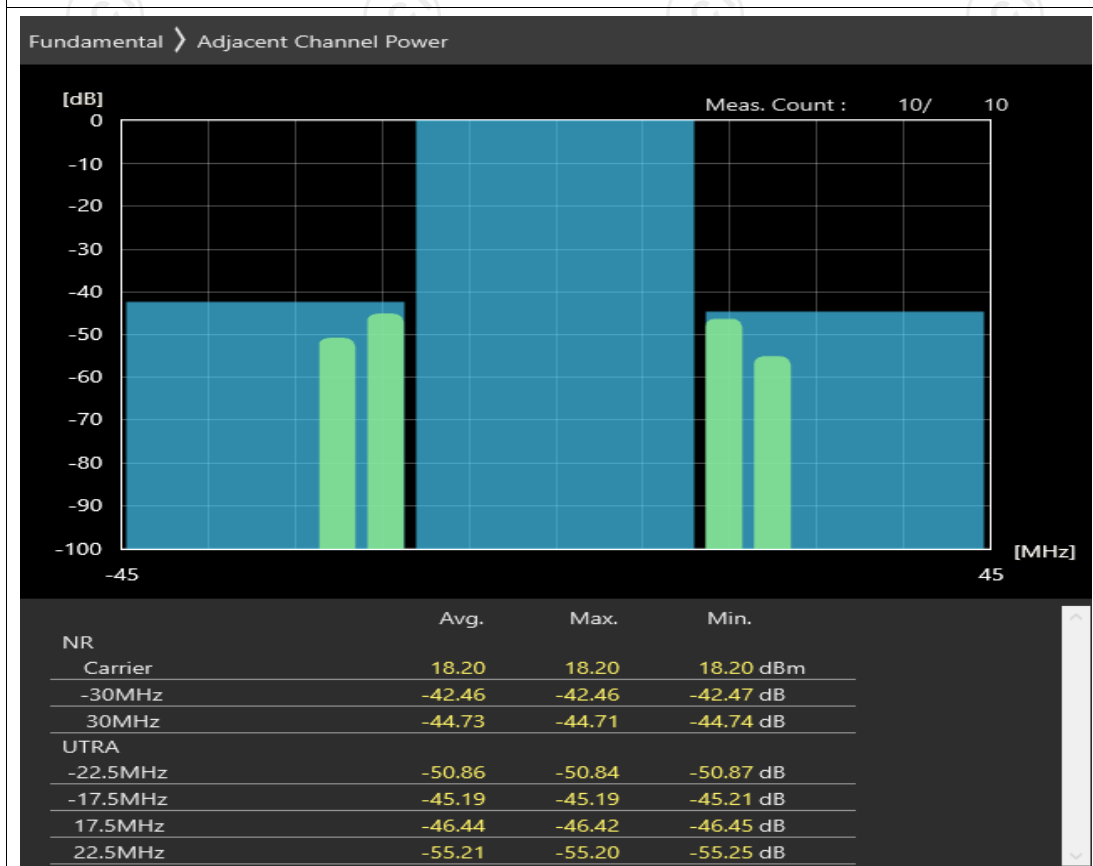 Fundamental 〉 Adjacent Channel Power
[dB]
Meas. Count : 10/ 10
0
-10
-20
-30
-40
-50
-60
-70
-80
-90
-100
[MHz]
-45 45
Avg. Max. Min.
NR
Carrier 18.20 18.20 18.20 dBm
-30MHz -42.46 -42.46 -42.47 dB
30MHz -44.73 -44.71 -44.74 dB
UTRA
-22.5MHz -50.86 -50.84 -50.87 dB
-17.5MHz -45.19 -45.19 -45.21 dB
17.5MHz -46.44 -46.42 -46.45 dB
22.5MHz -55.21 -55.20 -55.25 dB